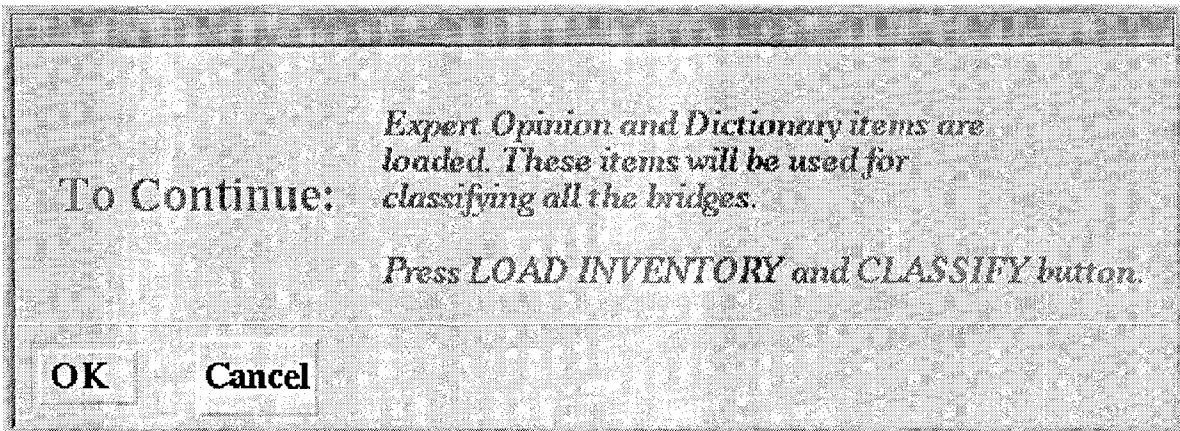 To Continue:
Expert Opinion and Dictionary items are
loaded. These items will be used for
classifying all the bridges.
Press LOAD INVENTORY and CLASSIFY button.
OK Cancel